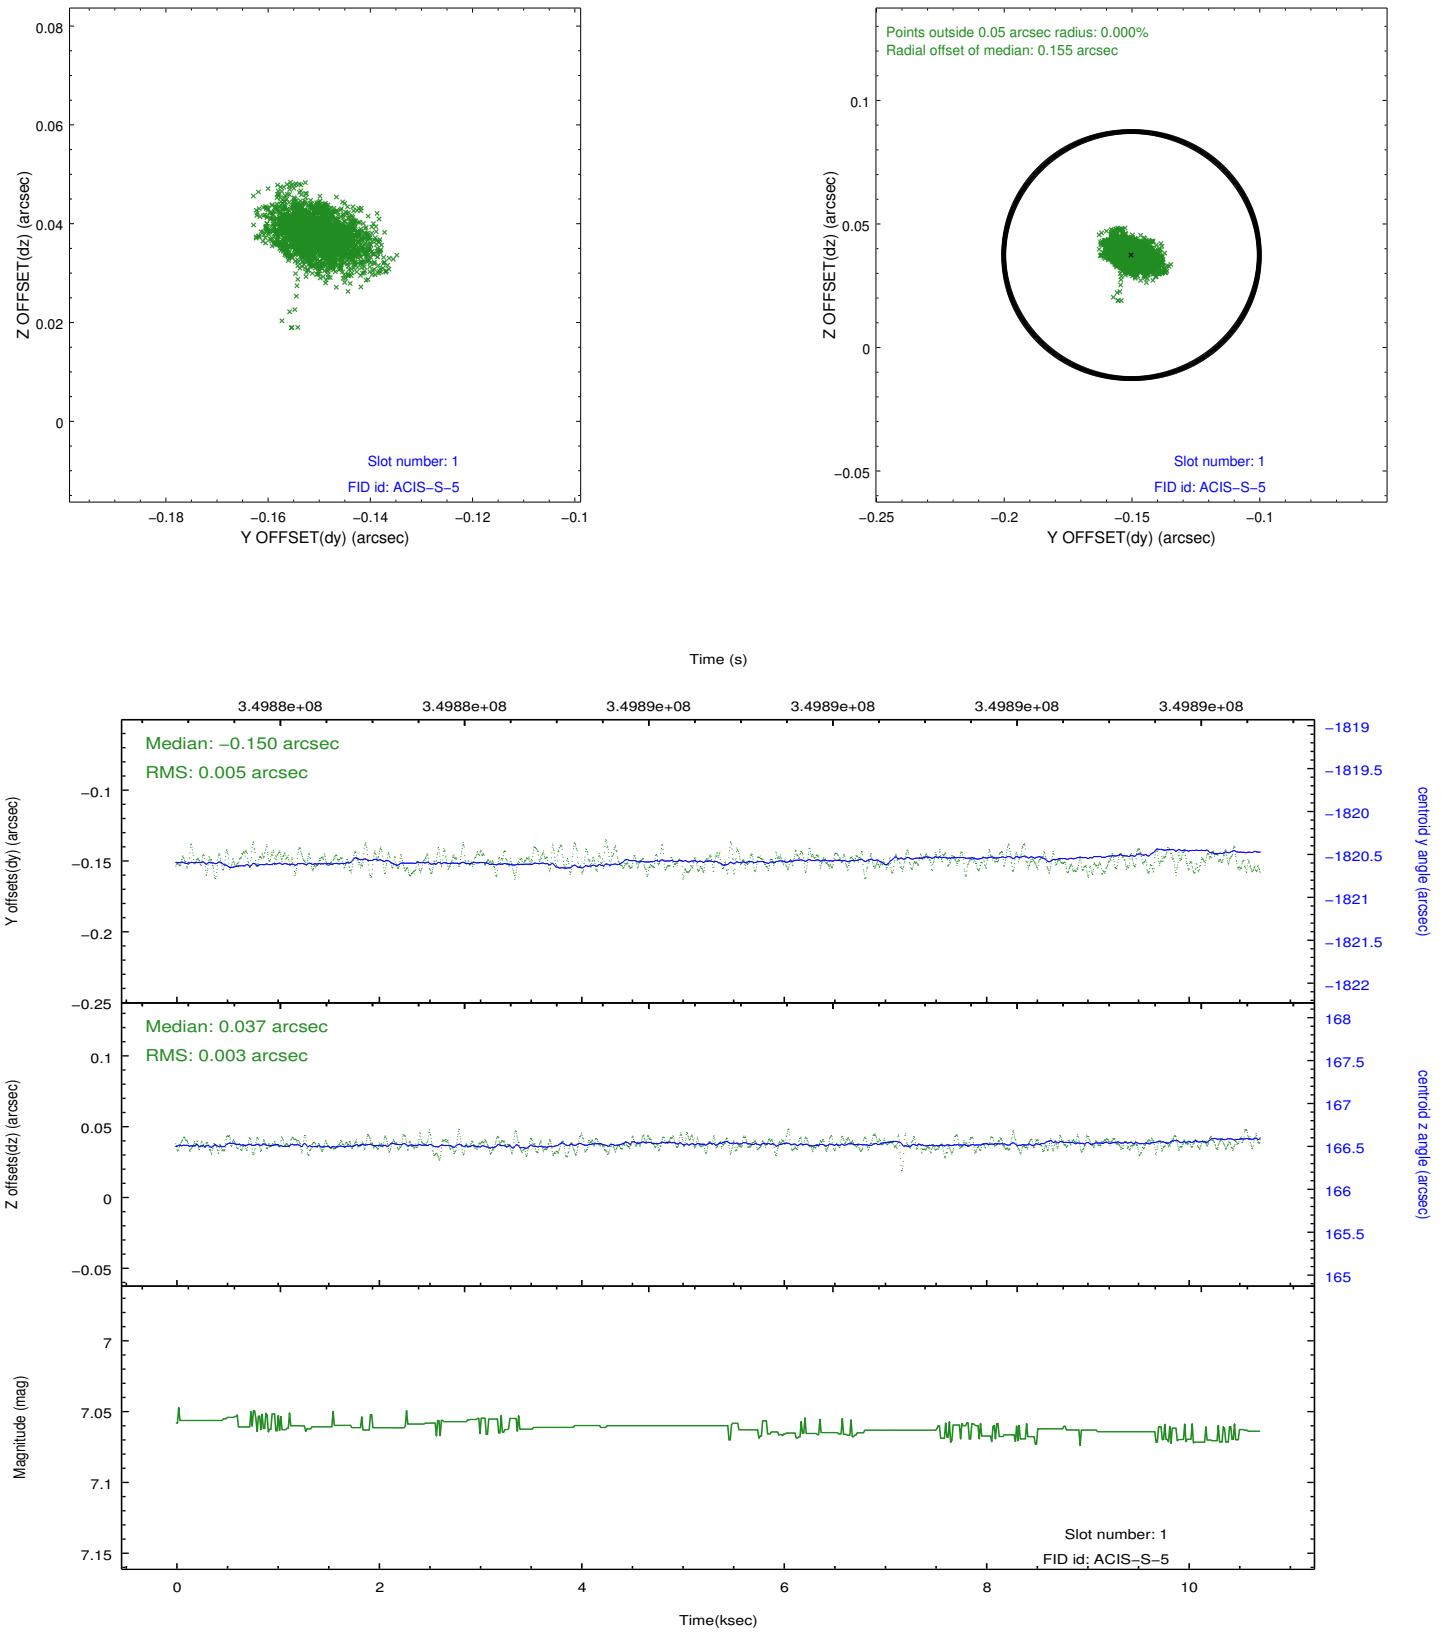 0.08
0.06
0.04
0.02
0
Z OFFSET(dz) (arcsec)
Slot number: 1
FID id: ACIS−S−5
−0.18
−0.16
−0.14
−0.12
−0.1
Y OFFSET(dy) (arcsec)
Points outside 0.05 arcsec radius: 0.000%
Radial offset of median: 0.155 arcsec
0.1
0.05
0
−0.05
Z OFFSET(dz) (arcsec)
Slot number: 1
FID id: ACIS−S−5
−0.25
−0.2
−0.15
−0.1
Y OFFSET(dy) (arcsec)
Time (s)
3.4988e+08
3.4988e+08
3.4989e+08
3.4989e+08
3.4989e+08
3.4989e+08
Median: −0.150 arcsec
RMS: 0.005 arcsec
−0.1
−0.15
−0.2
−0.25
Y offsets(dy) (arcsec)
−1819
−1819.5
−1820
−1820.5
−1821
−1821.5
−1822
centroid y angle (arcsec)
Median: 0.037 arcsec
RMS: 0.003 arcsec
0.1
0.05
0
−0.05
Z offsets(dz) (arcsec)
168
167.5
167
166.5
166
165.5
165
centroid z angle (arcsec)
7
7.05
7.1
7.15
Magnitude (mag)
Slot number: 1
FID id: ACIS−S−5
0
2
4
6
8
10
Time(ksec)